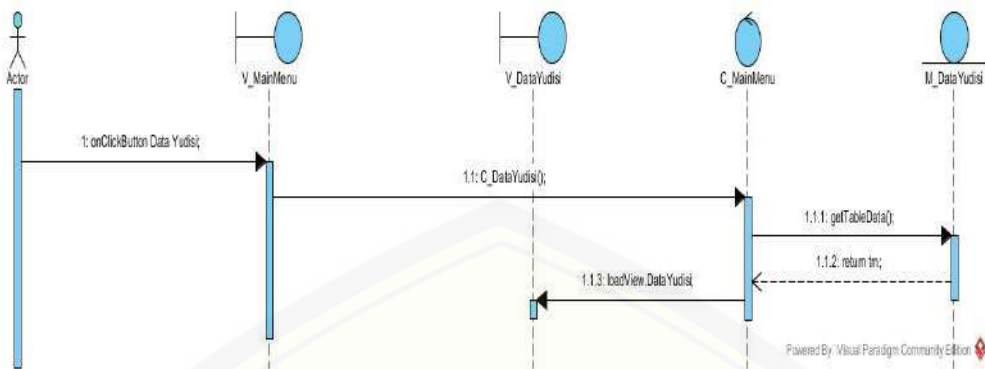 Actor
V_MainMenu
V_DataYudisi
C_MainMenu
M_DataYudisi
1: onClickButton Data Yudisi;
1.1: C_DataYudisi();
1.1.1: getTableData();
1.1.2: return tm;
1.1.3: loadView.DataYudisi;
Powered By: Visual Paradigm Community Edition